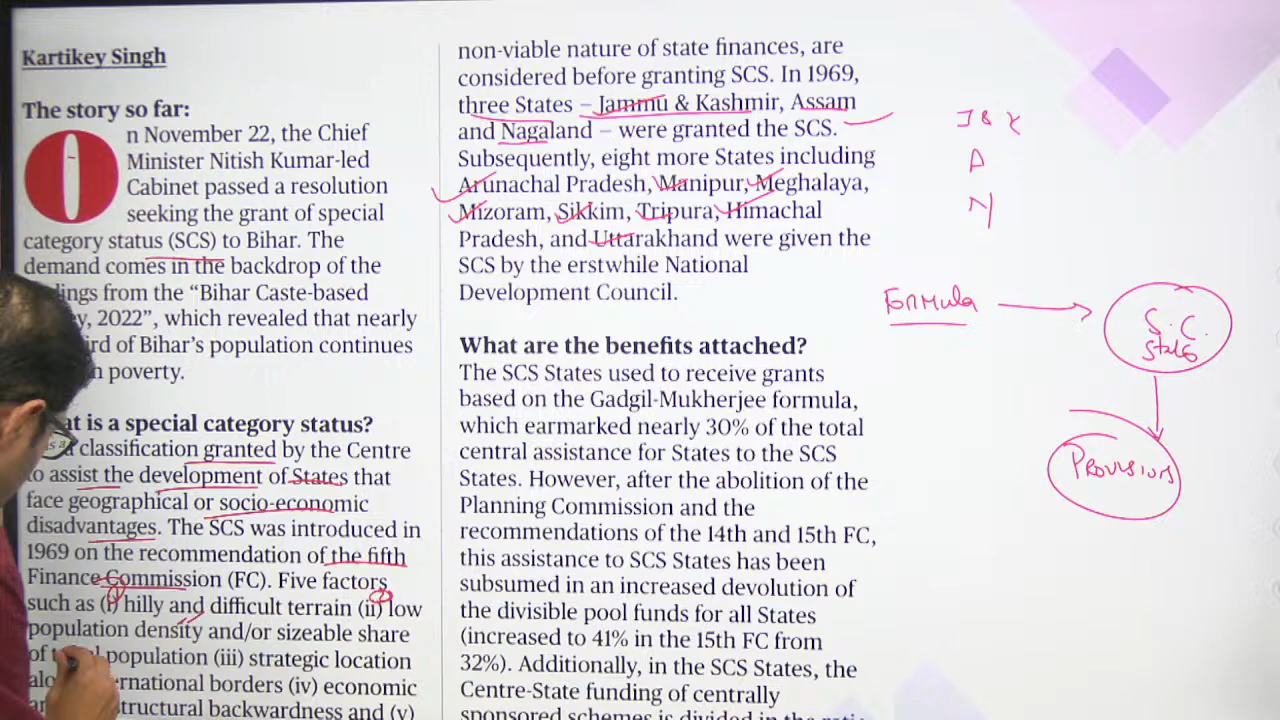 Kartikey Singh
The story so far:
On November 22, the Chief
Minister Nitish Kumar-led
Cabinet passed a resolution
seeking the grant of special
category status (SCS) to Bihar. The
demand comes in the backdrop of the
from the “Bihar Caste-based
2022”, which revealed that nearly
of Bihar’s population continues
poverty.
is a special category status?
a classification granted by the Centre
to assist the development of States that
face geographical or socio-economic
disadvantages. The SCS was introduced in
1969 on the recommendation of the fifth
Finance Commission (FC). Five factors
such as (i) hilly and difficult terrain (ii) low
population density and/or sizeable share
of population (iii) strategic location
borders (iv) economic
backwardness and (v)
non-viable nature of state finances, are
considered before granting SCS. In 1969,
three States – Jammu & Kashmir, Assam
and Nagaland – were granted the SCS.
Subsequently, eight more States including
Arunachal Pradesh, Manipur, Meghalaya,
Mizoram, Sikkim, Tripura, Himachal
Pradesh, and Uttarakhand were given the
SCS by the erstwhile National
Development Council.
What are the benefits attached?
The SCS States used to receive grants
based on the Gadgil-Mukherjee formula,
which earmarked nearly 30% of the total
central assistance for States to the SCS
States. However, after the abolition of the
Planning Commission and the
recommendations of the 14th and 15th FC,
this assistance to SCS States has been
subsumed in an increased devolution of
the divisible pool funds for all States
(increased to 41% in the 15th FC from
32%). Additionally, in the SCS States, the
Centre-State funding of centrally
sponsored schemes is divided in the ratio
J & K
A
N
FORMULA
S.C.
State
PROVISIONS